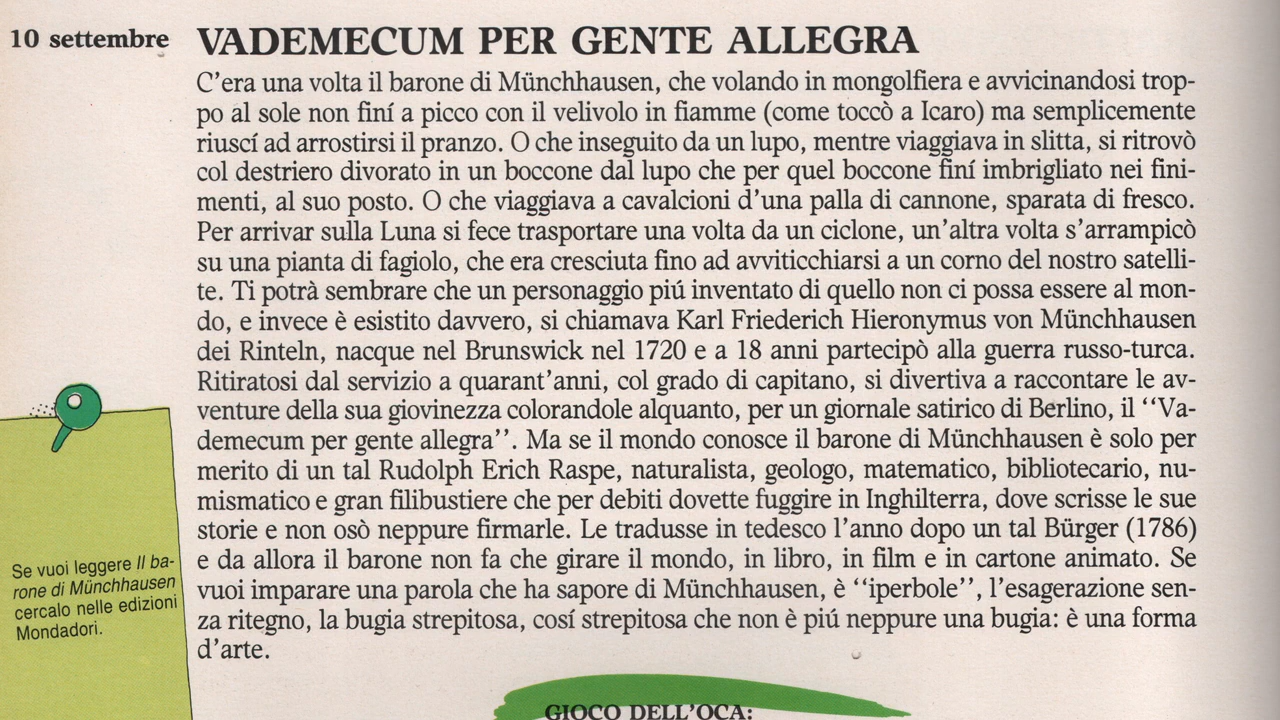 10 settembre
VADEMECUM PER GENTE ALLEGRA
C'era una volta il barone di Münchhausen, che volando in mongolfiera e avvicinandosi trop-
po al sole non finí a picco con il velivolo in fiamme (come toccò a Icaro) ma semplicemente
riuscí ad arrostirsi il pranzo. O che inseguito da un lupo, mentre viaggiava in slitta, si ritrovò
col destriero divorato in un boccone dal lupo che per quel boccone finí imbrigliato nei fini-
menti, al suo posto. O che viaggiava a cavalcioni d'una palla di cannone, sparata di fresco.
Per arrivar sulla Luna si fece trasportare una volta da un ciclone, un'altra volta s'arrampicò
su una pianta di fagiolo, che era cresciuta fino ad avviticchiarsi a un corno del nostro satelli-
te. Ti potrà sembrare che un personaggio piú inventato di quello non ci possa essere al mon-
do, e invece è esistito davvero, si chiamava Karl Friederich Hieronymus von Münchhausen
dei Rinteln, nacque nel Brunswick nel 1720 e a 18 anni partecipò alla guerra russo-turca.
Ritiratosi dal servizio a quarant'anni, col grado di capitano, si divertiva a raccontare le av-
venture della sua giovinezza colorandole alquanto, per un giornale satirico di Berlino, il ''Va-
demecum per gente allegra''. Ma se il mondo conosce il barone di Münchhausen è solo per
merito di un tal Rudolph Erich Raspe, naturalista, geologo, matematico, bibliotecario, nu-
mismatico e gran filibustiere che per debiti dovette fuggire in Inghilterra, dove scrisse le sue
storie e non osò neppure firmarle. Le tradusse in tedesco l'anno dopo un tal Bürger (1786)
e da allora il barone non fa che girare il mondo, in libro, in film e in cartone animato. Se
vuoi imparare una parola che ha sapore di Münchhausen, è ''iperbole'', l'esagerazione sen-
za ritegno, la bugia strepitosa, cosí strepitosa che non è piú neppure una bugia: è una forma
d'arte.
Se vuoi leggere Il ba-
rone di Münchhausen
cercalo nelle edizioni
Mondadori.
GIOCO DELL'OCA: